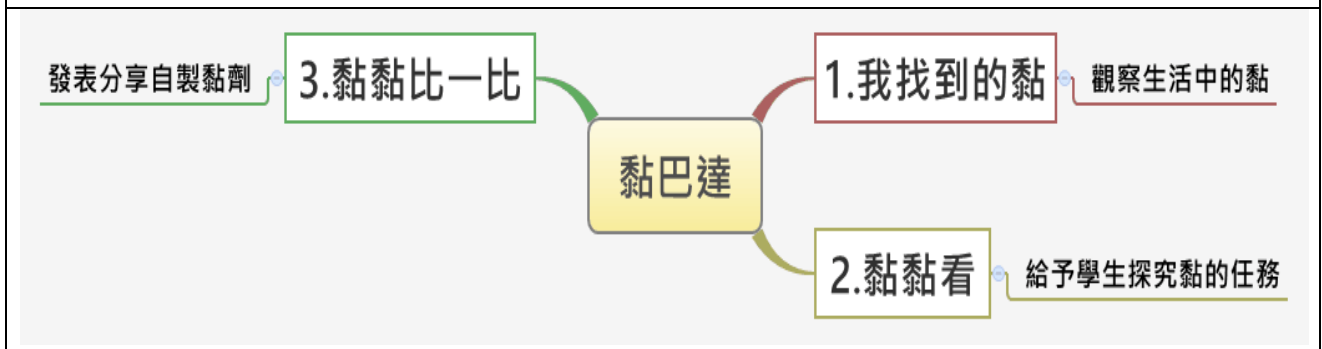 3.黏黏比一比
發表分享自製黏劑
1.我找到的黏
觀察生活中的黏
黏巴達
2.黏黏看
給予學生探究黏的任務